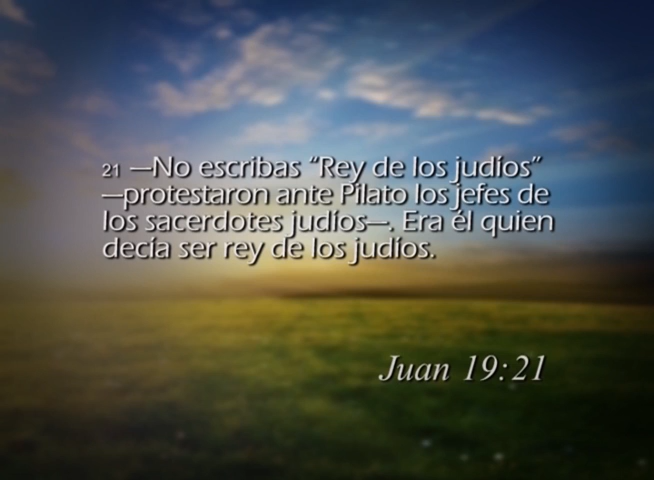 21 —No escribas “Rey de los judíos”
—protestaron ante Pilato los jefes de
los sacerdotes judíos—. Era él quien
decía ser rey de los judíos.
Juan 19:21